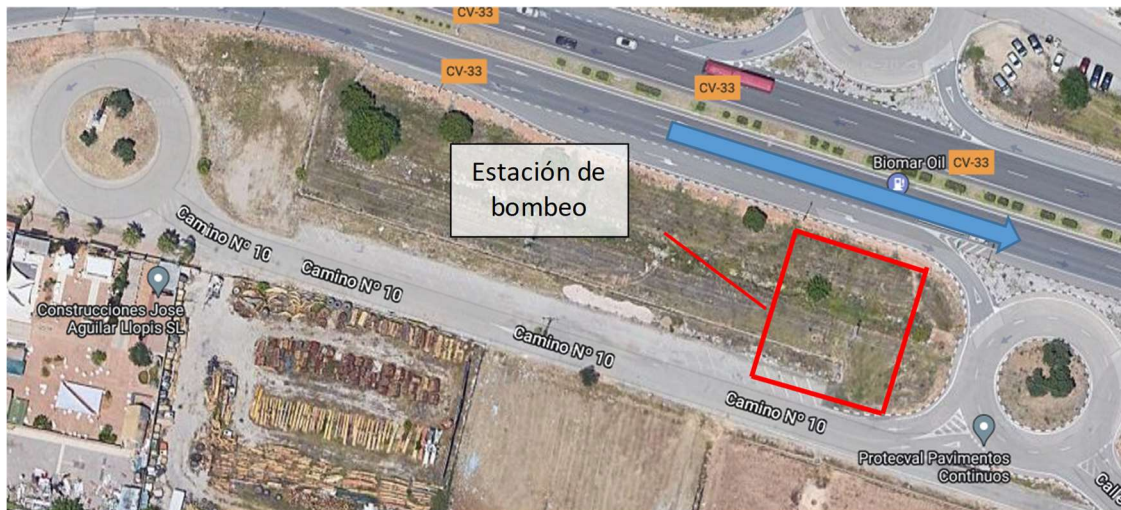 CV-33
CV-33
CV-33
Biomar Oil
CV-33
Estación de
bombeo
Camino Nº 10
Camino Nº 10
Construcciones Jose
Aguilar Llopis SL
Camino Nº 10
Camino Nº 10
Protecval Pavimentos
Continuos
Calle